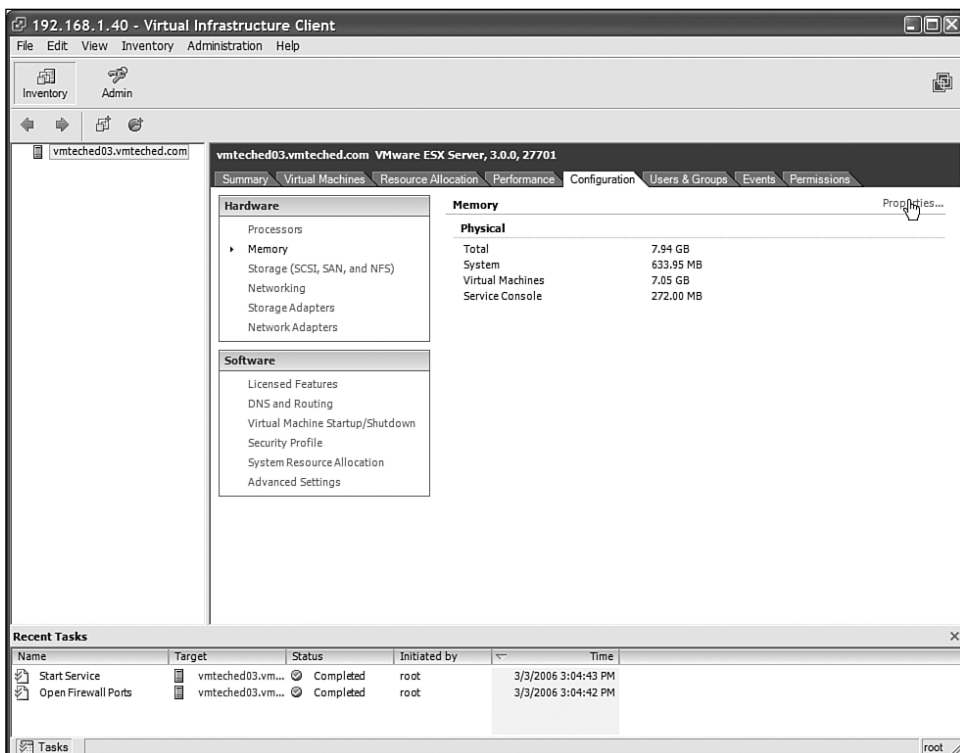 192.168.1.40 - Virtual Infrastructure Client
File Edit View Inventory Administration Help
Inventory Admin
vmteched03.vmteched.com
vmteched03.vmteched.com VMware ESX Server, 3.0.0, 27701
Summary Virtual Machines Resource Allocation Performance Configuration Users & Groups Events Permissions
Hardware
Processors
Memory
Storage (SCSI, SAN, and NFS)
Networking
Storage Adapters
Network Adapters
Software
Licensed Features
DNS and Routing
Virtual Machine Startup/Shutdown
Security Profile
System Resource Allocation
Advanced Settings
Memory Properties...
Physical
Total 7.94 GB
System 633.95 MB
Virtual Machines 7.05 GB
Service Console 272.00 MB
Recent Tasks
Name Target Status Initiated by Time
Start Service vmteched03.vm... Completed root 3/3/2006 3:04:43 PM
Open Firewall Ports vmteched03.vm... Completed root 3/3/2006 3:04:42 PM
Tasks root